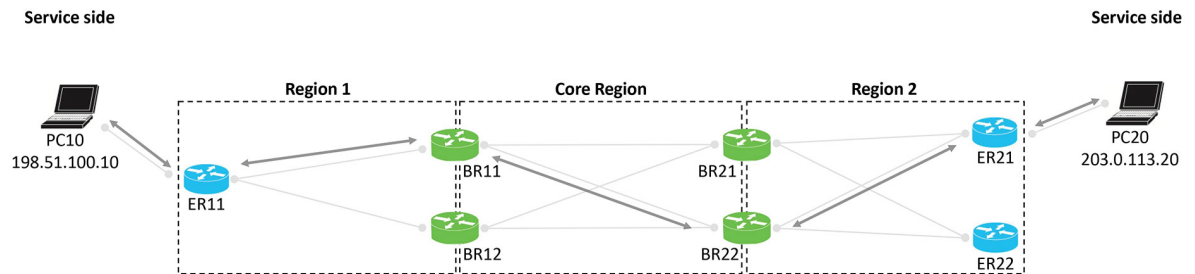 Service side
Service side
Region 1
Core Region
Region 2
PC10
198.51.100.10
ER11
BR11
BR12
BR21
BR22
ER21
ER22
PC20
203.0.113.20